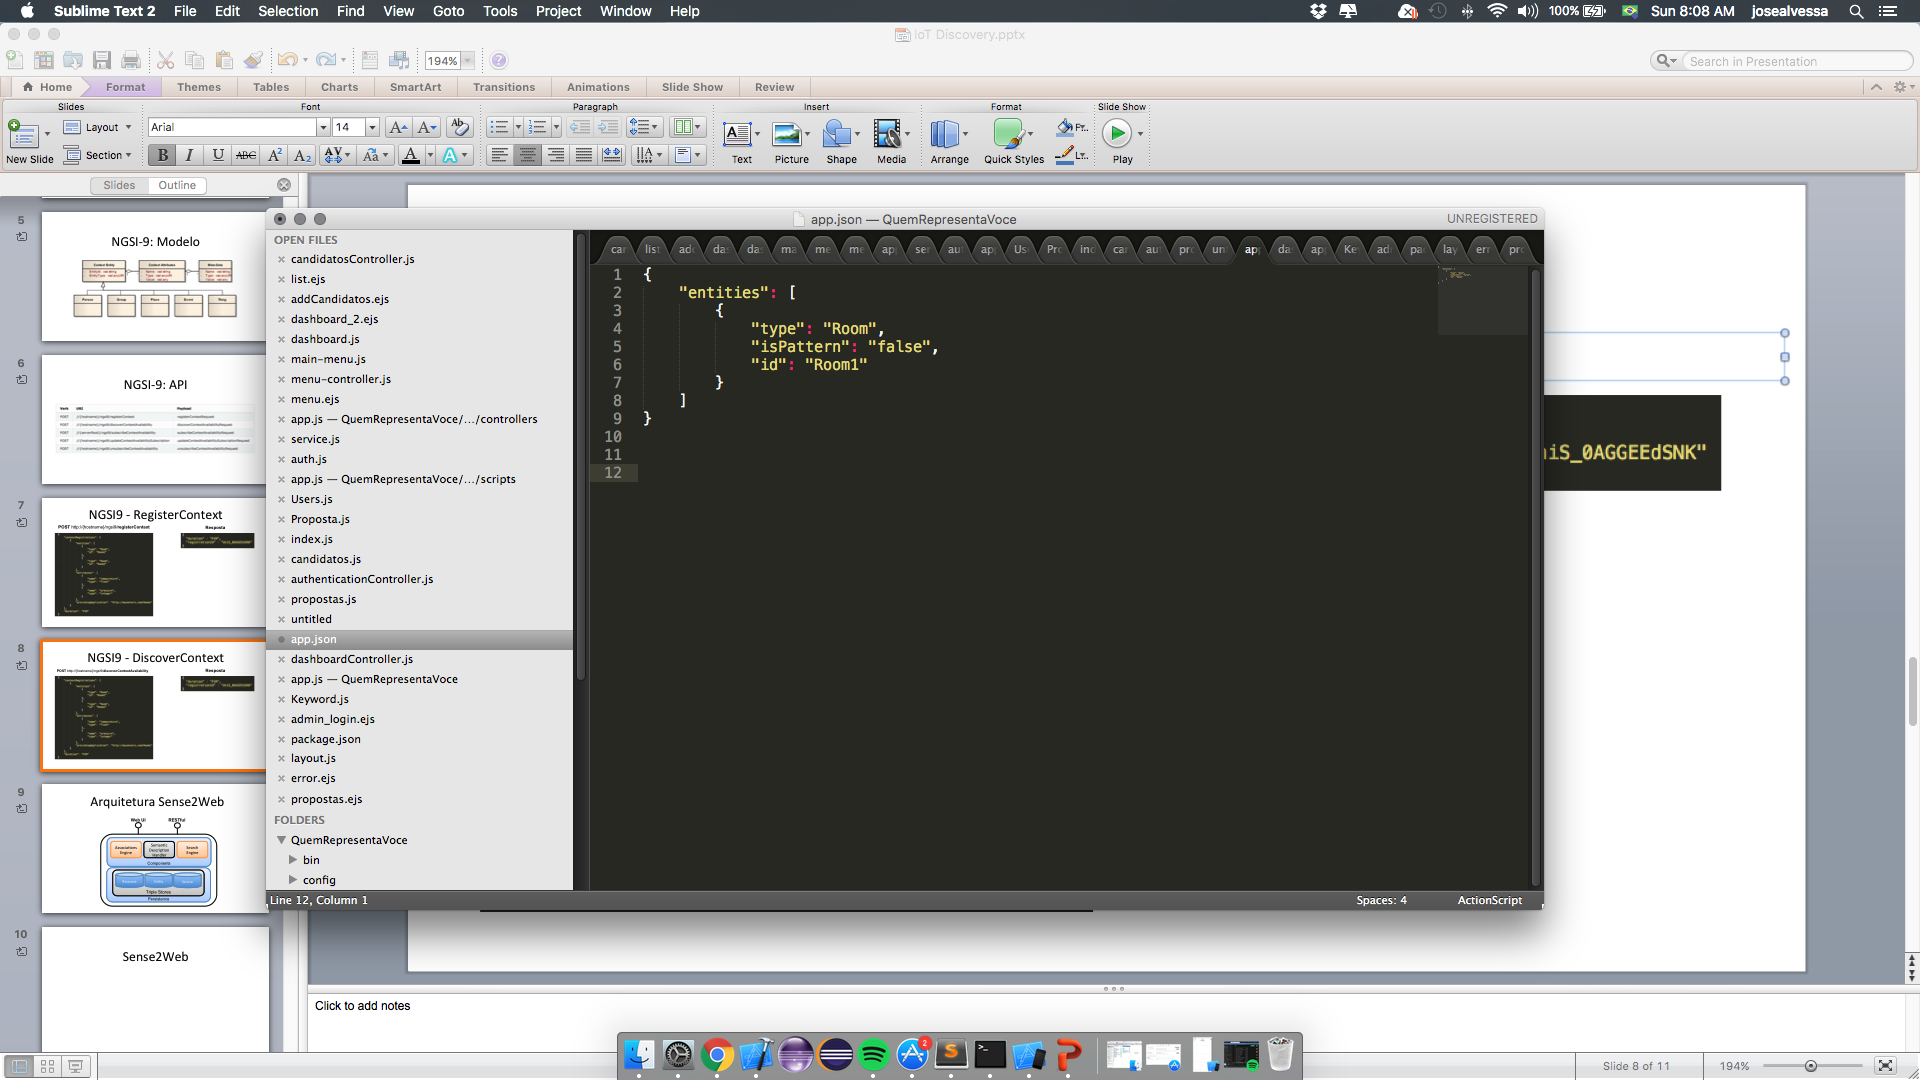 Sublime Text 2 File Edit Selection Find View Goto Tools Project Window Help
100% Sun 8:08 AM josealvessa
IoT Discovery.pptx
194% Search in Presentation
Home Format Themes Tables Charts SmartArt Transitions Animations Slide Show Review
Slides Font Paragraph Insert Format Slide Show
Layout Arial 14
New Slide Section Text Picture Shape Media Arrange Quick Styles Play
Slides Outline
5
NGSI-9: Modelo
6
NGSI-9: API
7
NGSI9 - RegisterContext
Resposta
8
NGSI9 - DiscoverContext
Resposta
9
Arquitetura Sense2Web
Web UI RESTful
10
Sense2Web
app.json — QuemRepresentaVoce
UNREGISTERED
OPEN FILES
candidatosController.js
list.ejs
addCandidatos.ejs
dashboard_2.ejs
dashboard.js
main-menu.js
menu-controller.js
menu.ejs
app.js — QuemRepresentaVoce/.../controllers
service.js
auth.js
app.js — QuemRepresentaVoce/.../scripts
Users.js
Proposta.js
index.js
candidatos.js
authenticationController.js
propostas.js
untitled
app.json
dashboardController.js
app.js — QuemRepresentaVoce
Keyword.js
admin_login.ejs
package.json
layout.js
error.ejs
propostas.ejs
FOLDERS
QuemRepresentaVoce
bin
config
1 {
2 "entities": [
3 {
4 "type": "Room",
5 "isPattern": "false",
6 "id": "Room1"
7 }
8 ]
9 }
10
11
12
Line 12, Column 1 Spaces: 4 ActionScript
iS_0AGGEEdSNK"
Click to add notes
Slide 8 of 11 194%